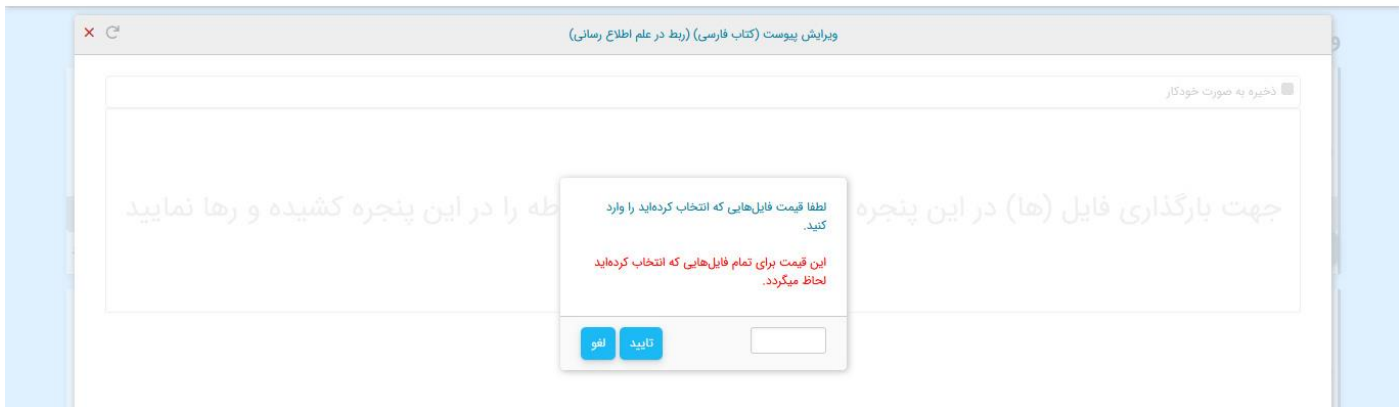 ویرایش پیوست (کتاب فارسی) (ربط در علم اطلاع رسانی)
ذخیره به صورت خودکار
جهت بارگذاری فایل (ها) در این پنجره طه را در این پنجره کشیده و رها نمایید
لطفا قیمت فایل‌هایی که انتخاب کرده‌اید را وارد
کنید.
این قیمت برای تمام فایل‌هایی که انتخاب کرده‌اید
لحاظ میگردد.
تایید لغو